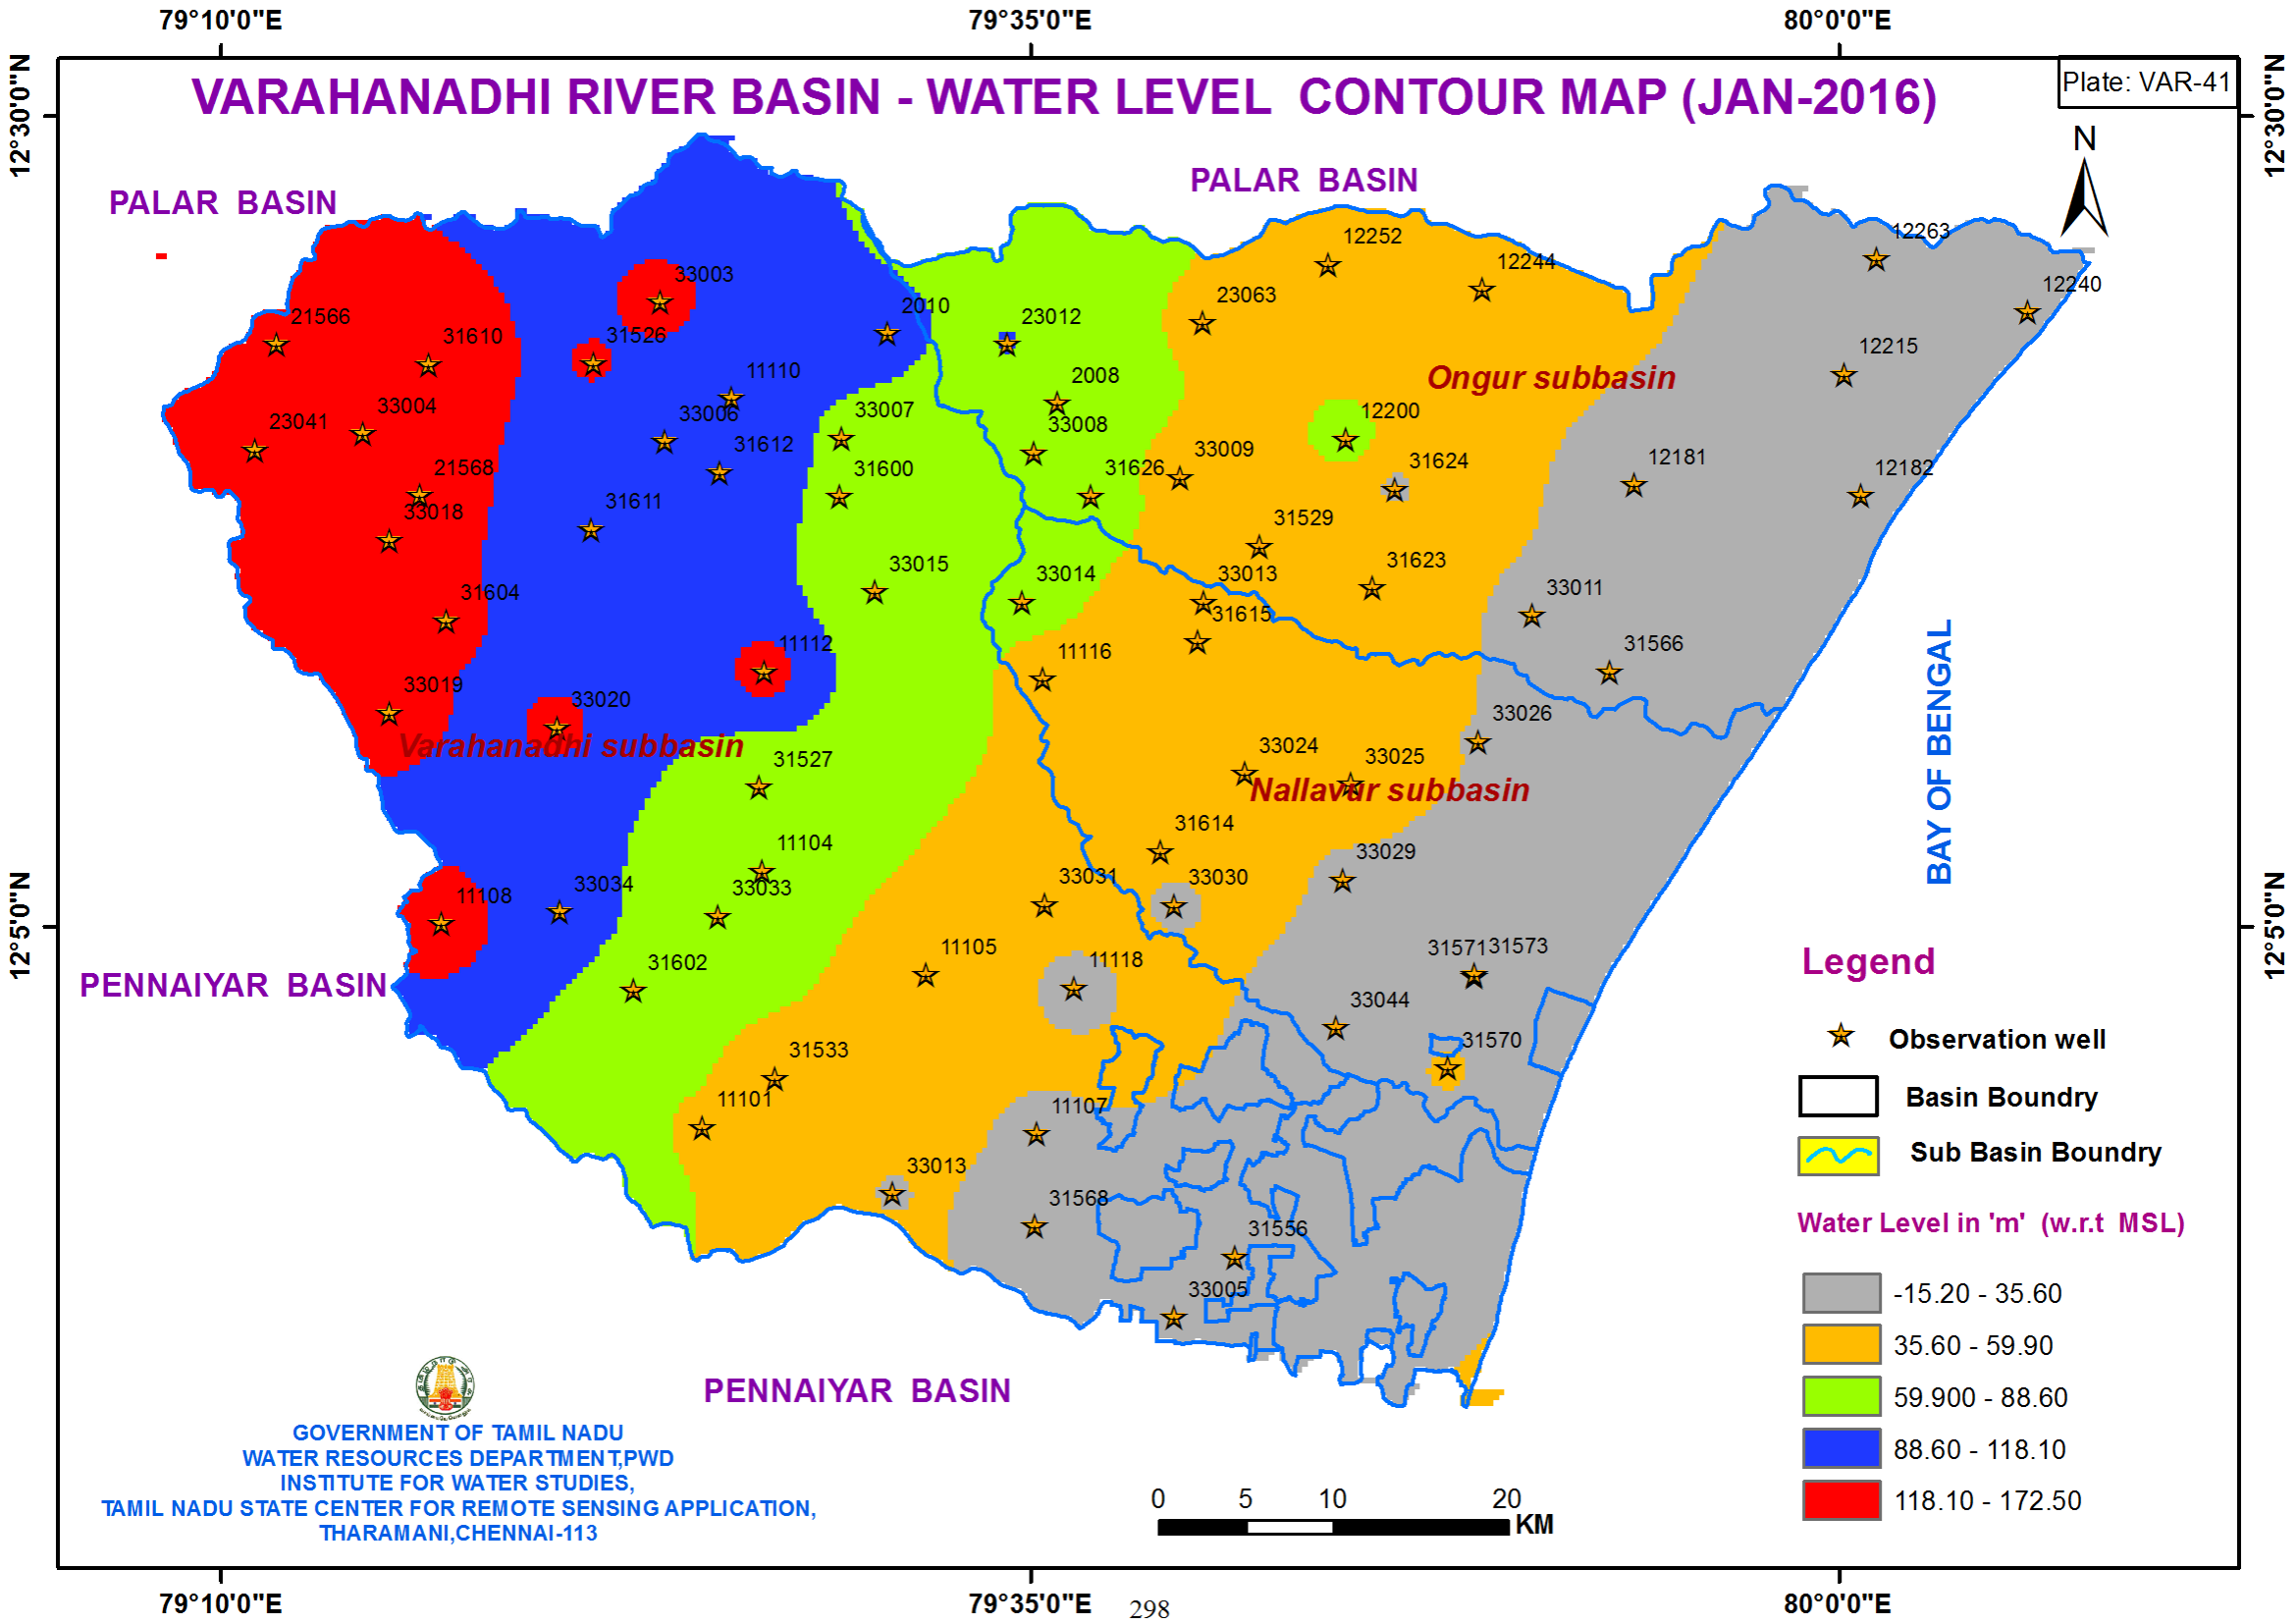 79°10'0"E 79°35'0"E 80°0'0"E
12°30'0"N 12°30'0"N
Plate: VAR-41
VARAHANADHI RIVER BASIN - WATER LEVEL CONTOUR MAP (JAN-2016)
N
PALAR BASIN
PALAR BASIN
12252
12263
12244
33003
12240
23063
2010
23012
21566
31610
31526
12215
Ongur subbasin
11110
2008
33004
33006
33007
12200
23041
33008
31612
33009
12181
31624
12182
21568
31600
31626
33018
31611
31529
31623
33015
33014
33013
33011
31604
31615
11112
11116
31566
33019
33020
33026
Varahanadhi subbasin
31527
33024
33025
Nallavur subbasin
BAY OF BENGAL
31614
11104
33029
33031
33030
33033
33034
11108
12°5'0"N 12°5'0"N
11105
11118
31571 31573
31602
PENNAIYAR BASIN
33044
31570
31533
11101
11107
33013
31568
31556
33005
PENNAIYAR BASIN
Legend
Observation well
Basin Boundry
Sub Basin Boundry
Water Level in 'm' (w.r.t MSL)
-15.20 - 35.60
35.60 - 59.90
59.900 - 88.60
88.60 - 118.10
118.10 - 172.50
GOVERNMENT OF TAMIL NADU
WATER RESOURCES DEPARTMENT,PWD
INSTITUTE FOR WATER STUDIES,
TAMIL NADU STATE CENTER FOR REMOTE SENSING APPLICATION,
THARAMANI,CHENNAI-113
0 5 10 20
KM
79°10'0"E 79°35'0"E 80°0'0"E
298